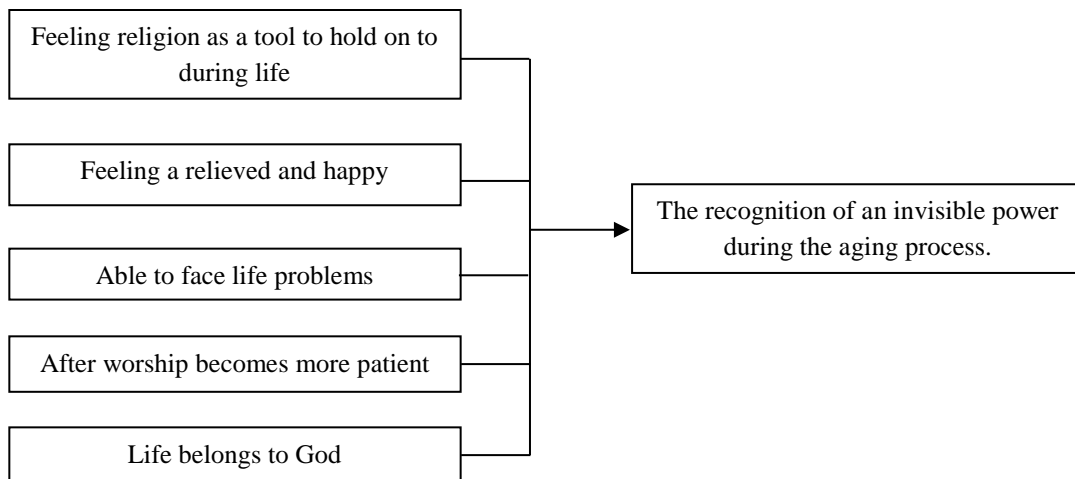 Feeling religion as a tool to hold on to
during life
Feeling a relieved and happy
Able to face life problems
After worship becomes more patient
Life belongs to God
The recognition of an invisible power
during the aging process.